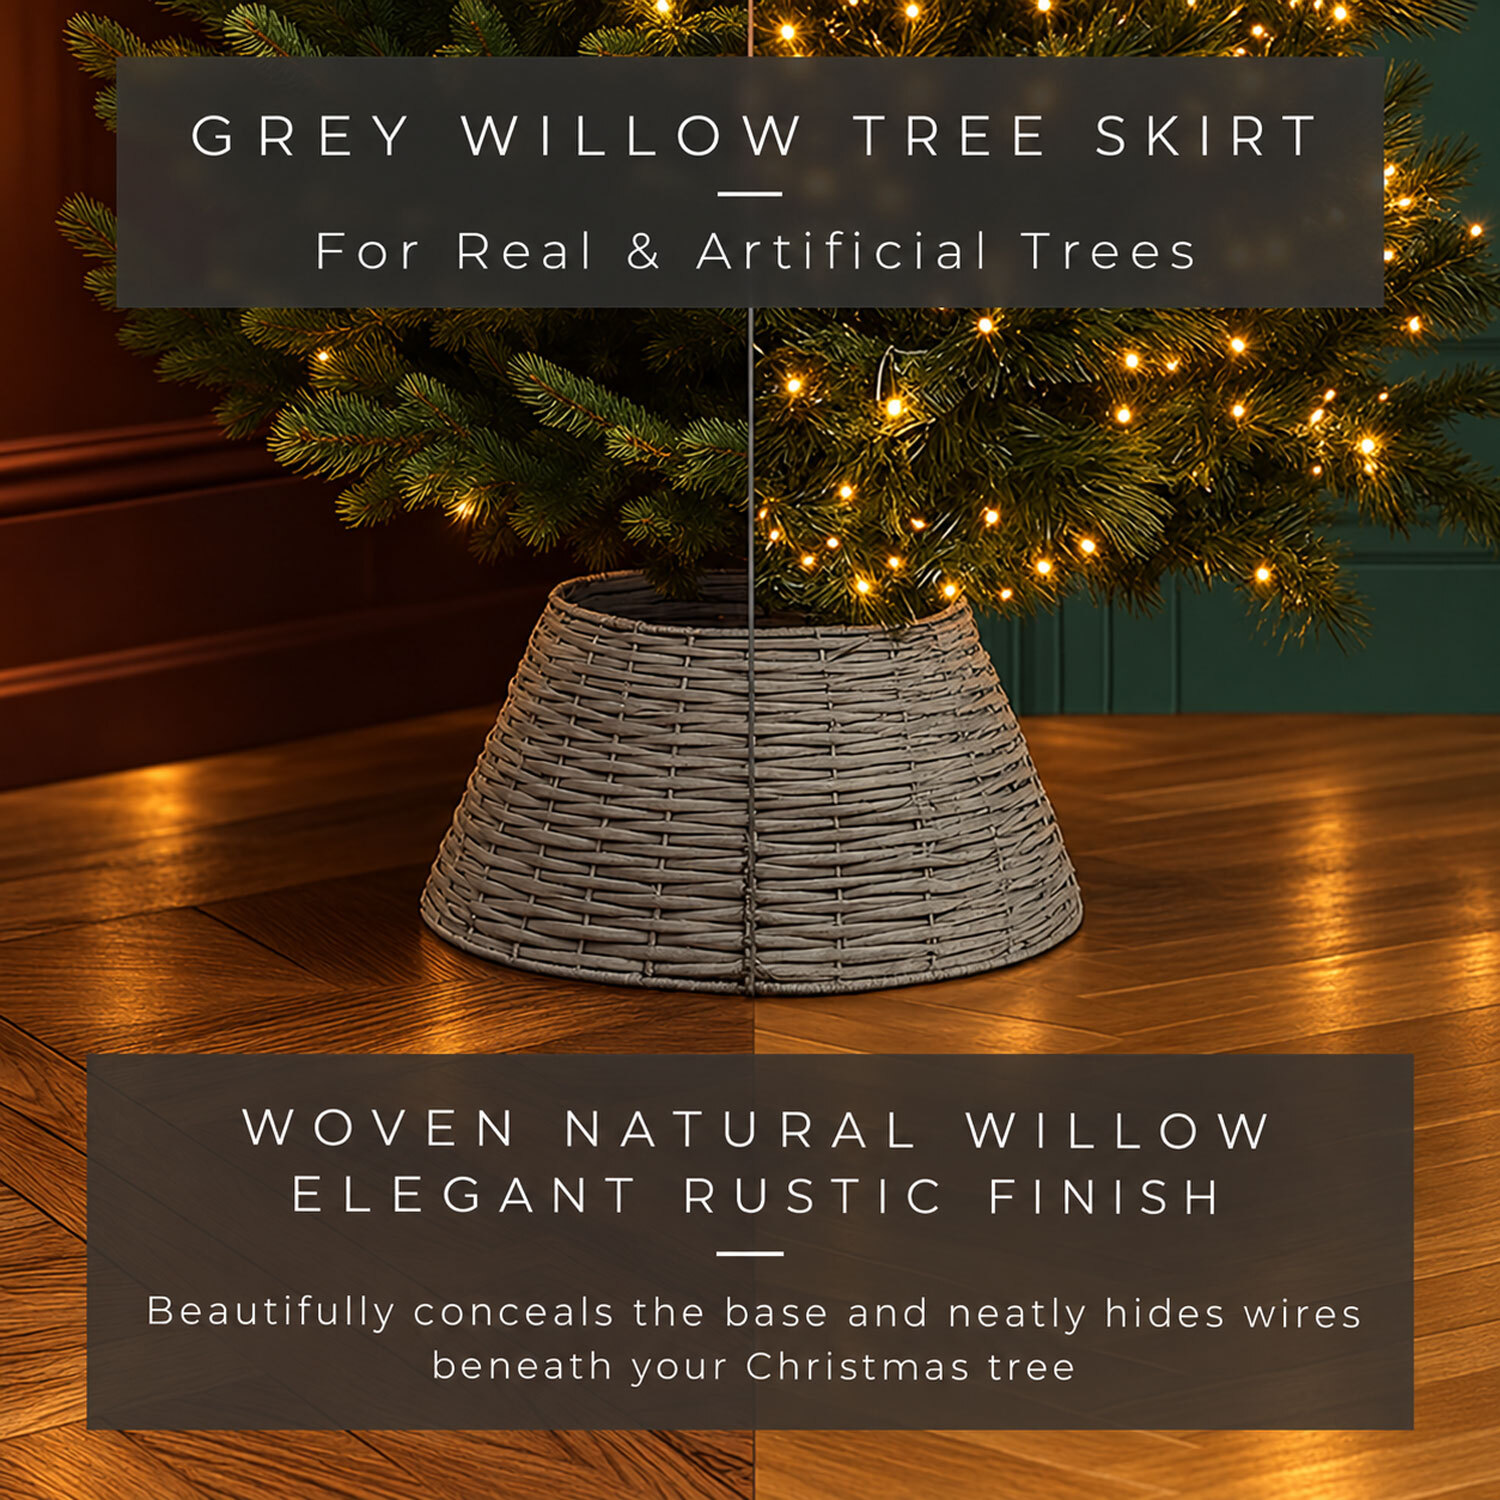 GREY WILLOW TREE SKIRT
For Real & Artificial Trees
WOVEN NATURAL WILLOW
ELEGANT RUSTIC FINISH
Beautifully conceals the base and neatly hides wires
beneath your Christmas tree